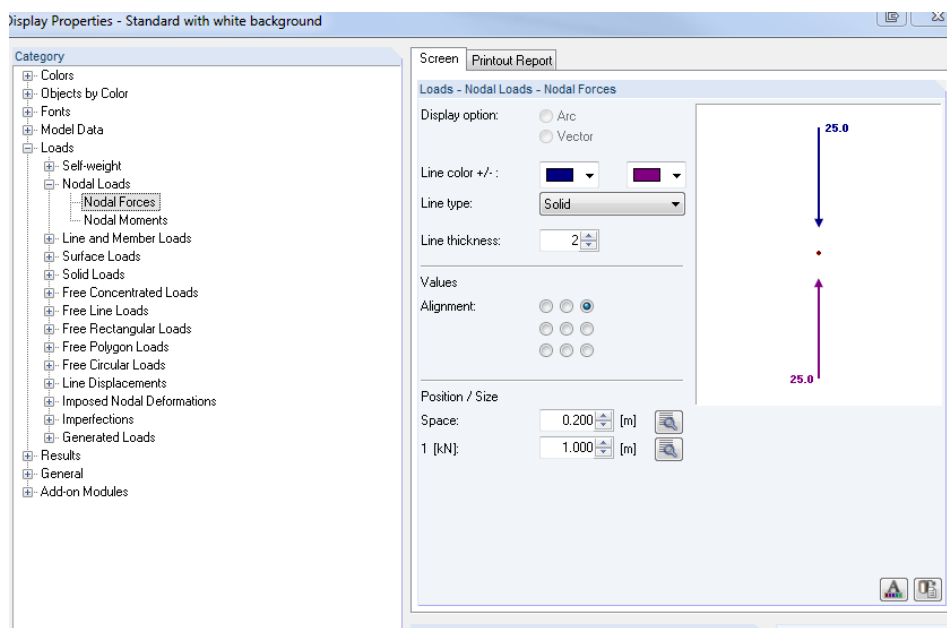 Display Properties - Standard with white background
Category
Colors
Objects by Color
Fonts
Model Data
Loads
Self-weight
Nodal Loads
Nodal Forces
Nodal Moments
Line and Member Loads
Surface Loads
Solid Loads
Free Concentrated Loads
Free Line Loads
Free Rectangular Loads
Free Polygon Loads
Free Circular Loads
Line Displacements
Imposed Nodal Deformations
Imperfections
Generated Loads
Results
General
Add-on Modules
Screen
Printout Report
Loads - Nodal Loads - Nodal Forces
Display option:
Arc
Vector
Line color +/- :
Line type:
Solid
Line thickness:
2
Values
Alignment:
Position / Size
Space:
0.200
[m]
1 [kN]:
1.000
[m]
25.0
25.0